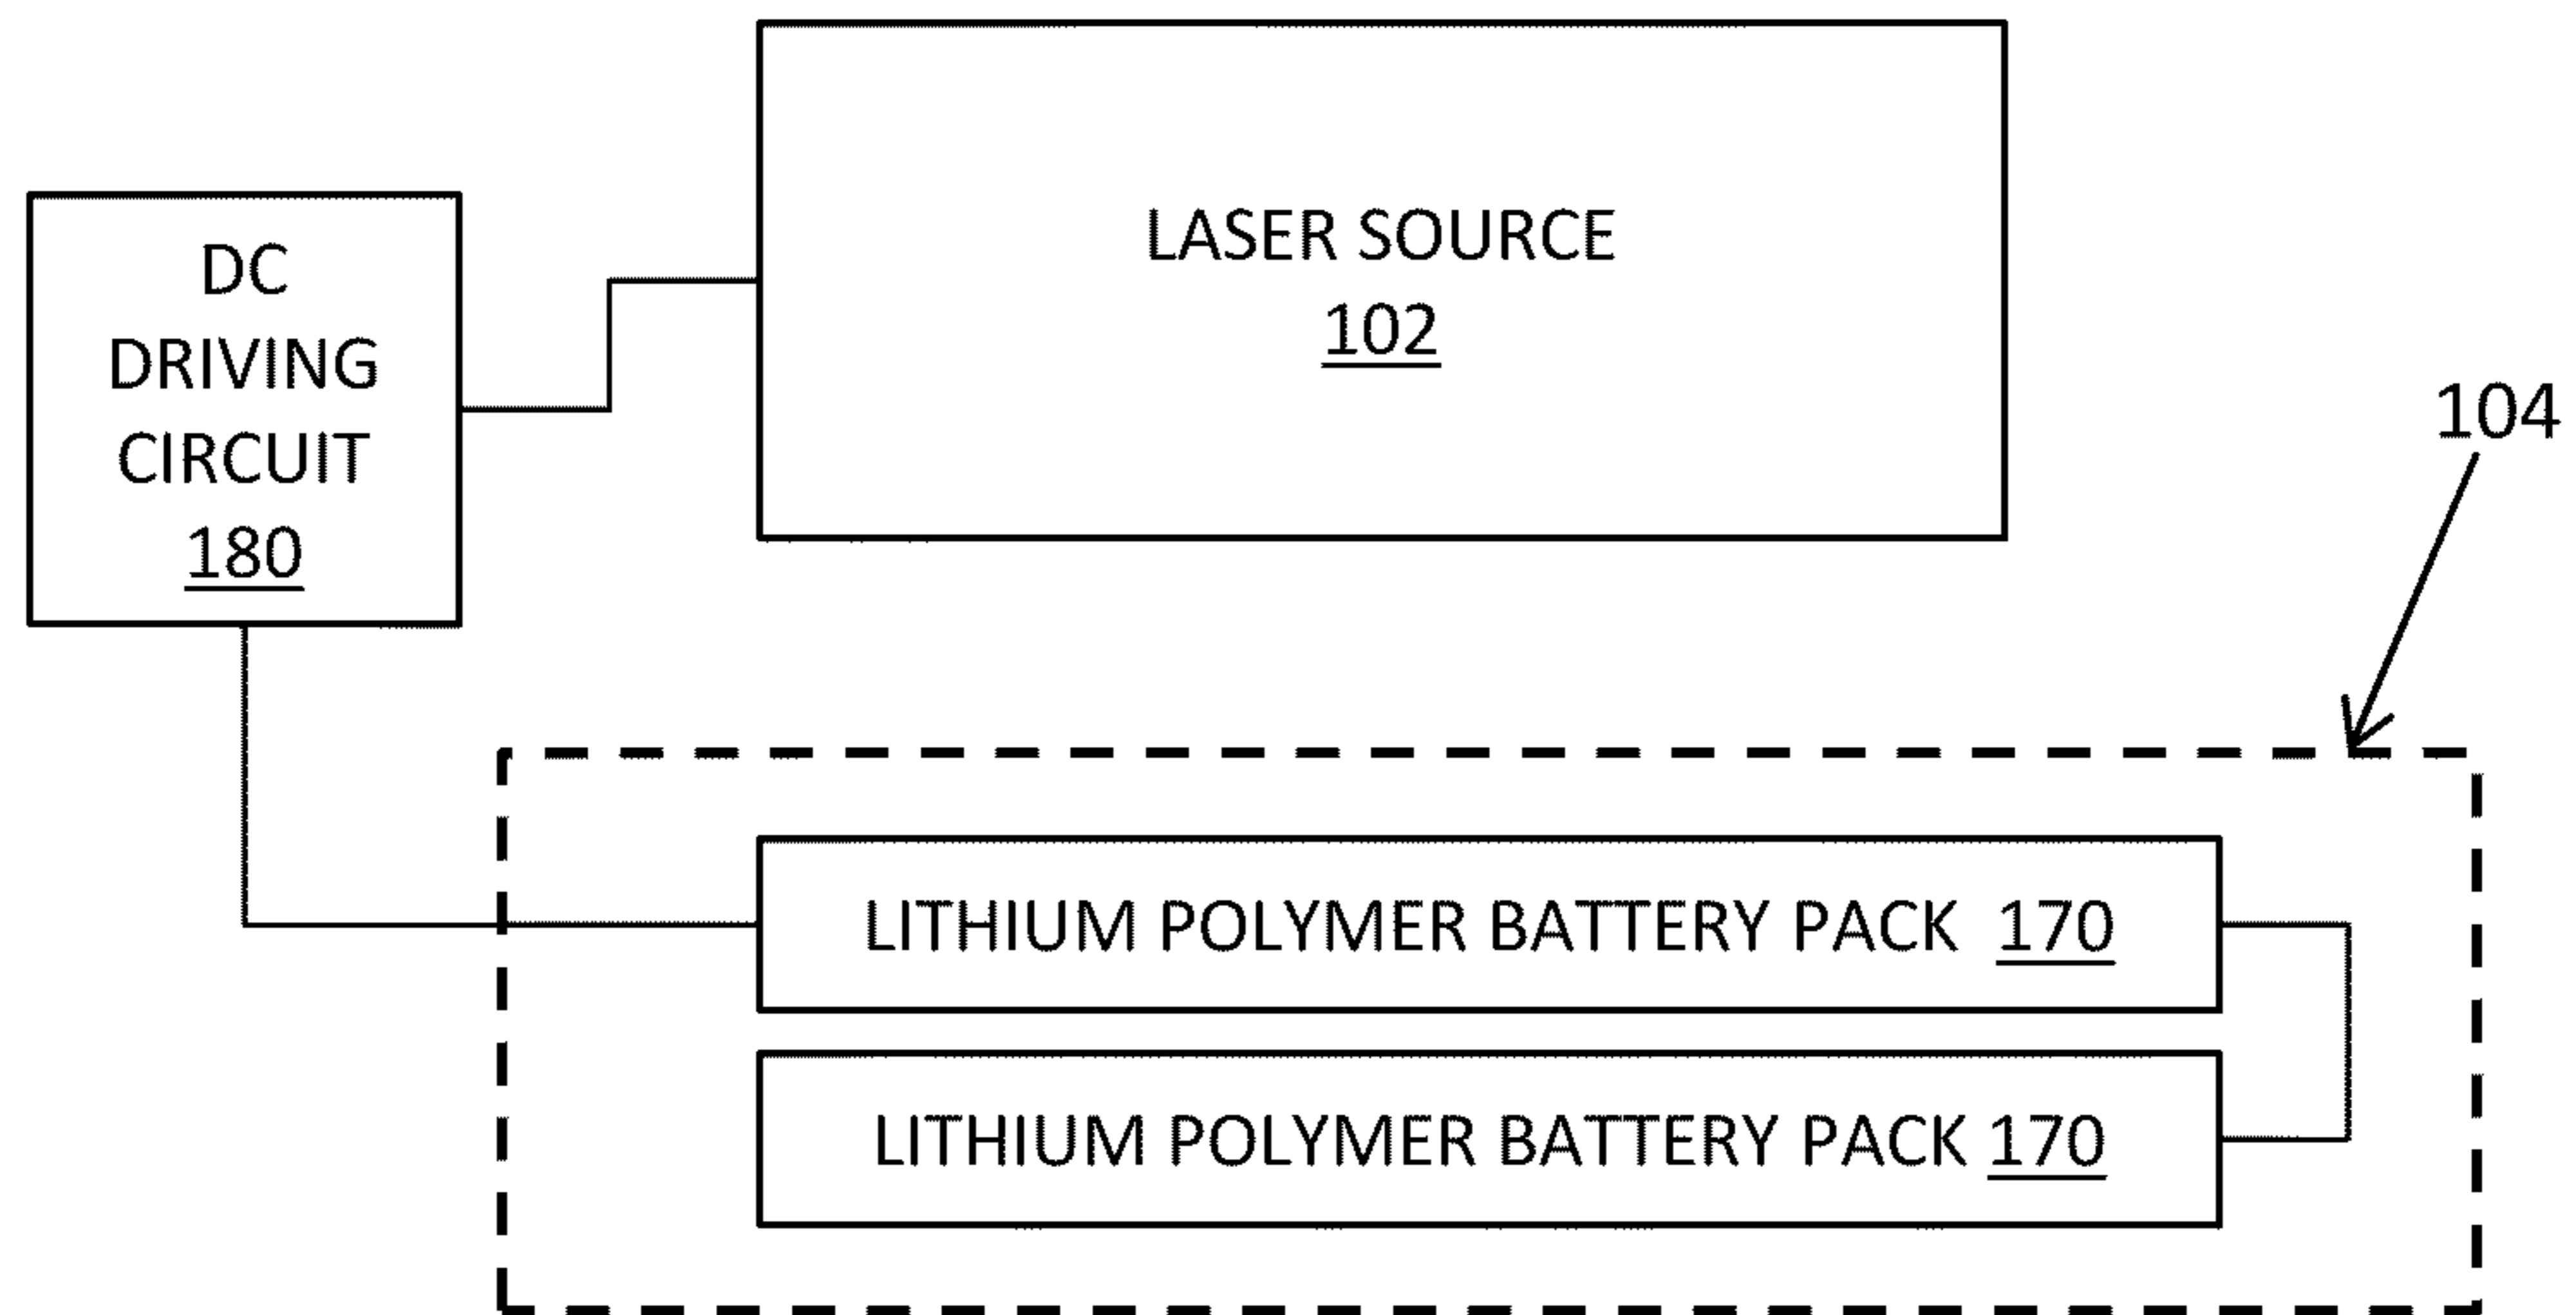 LASER SOURCE
102
DC
DRIVING
CIRCUIT
180
104
LITHIUM POLYMER BATTERY PACK 170
LITHIUM POLYMER BATTERY PACK 170